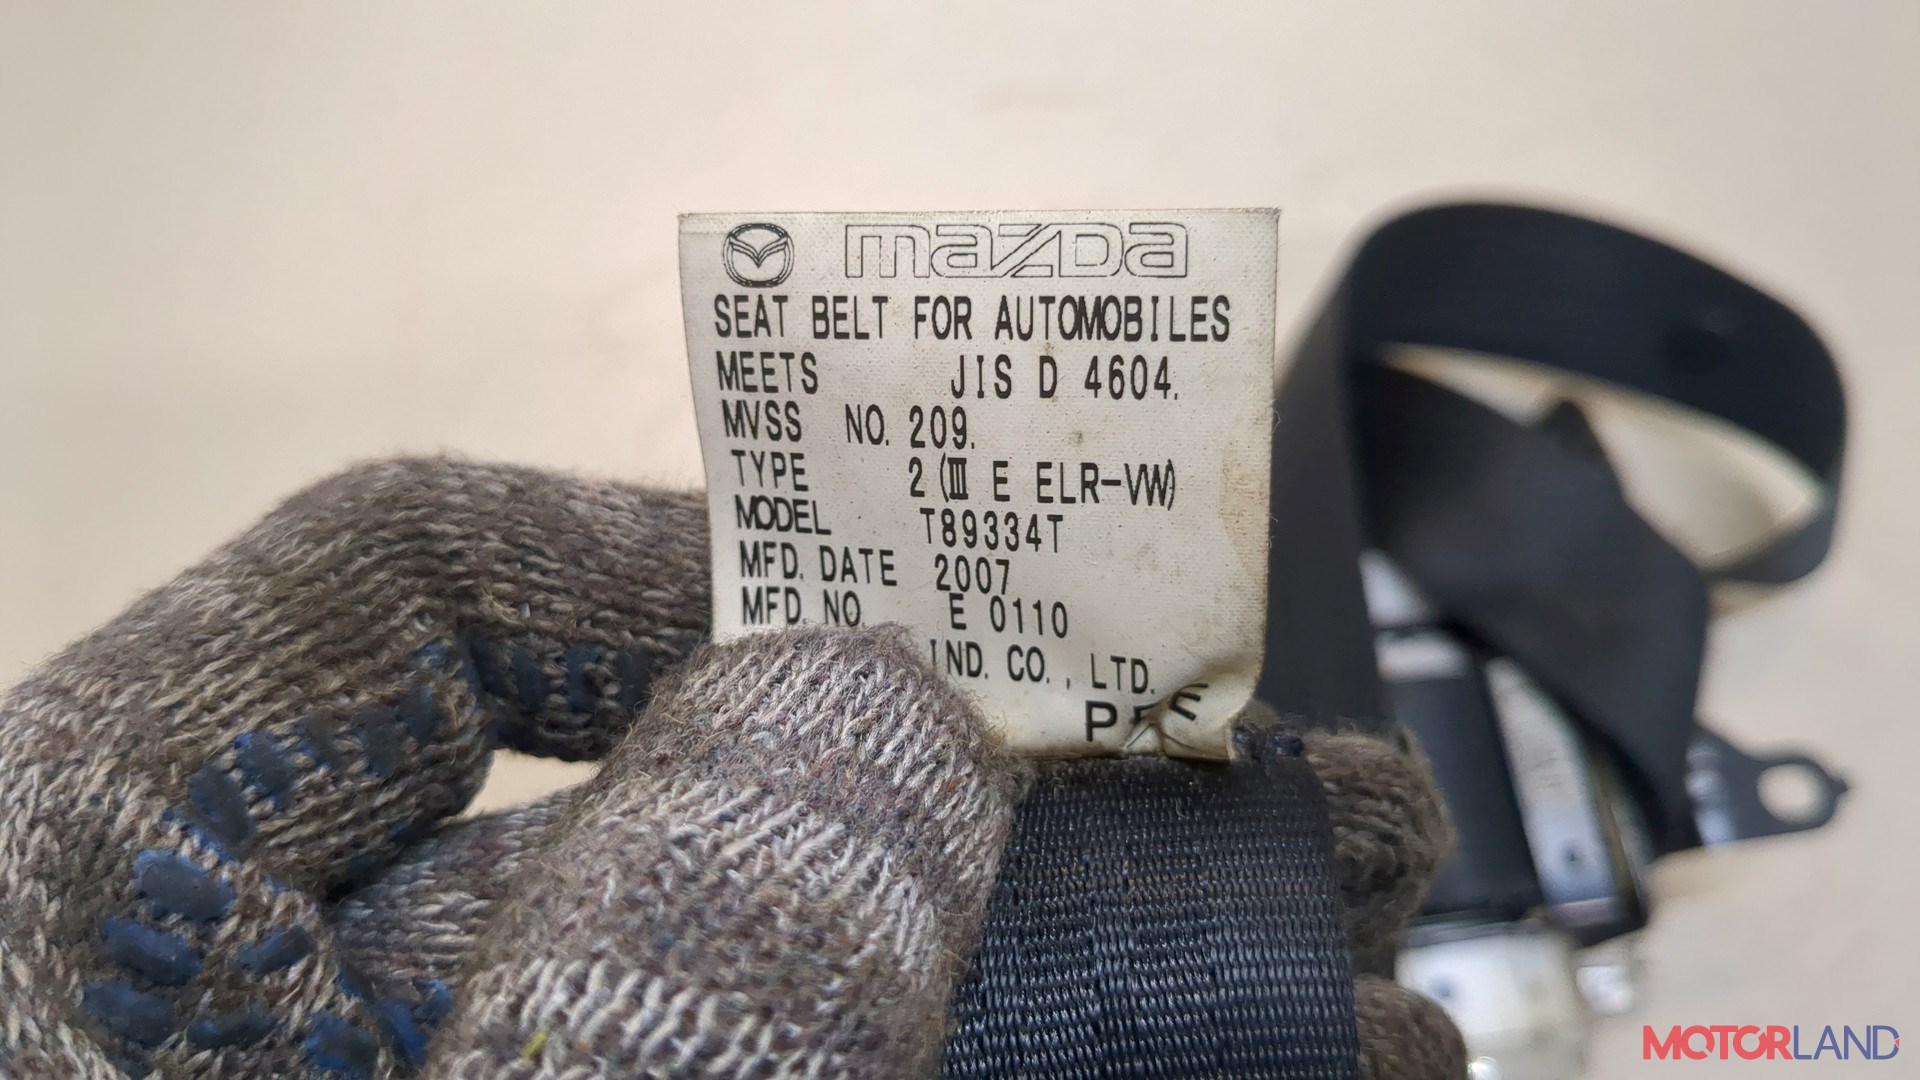 mazda
SEAT BELT FOR AUTOMOBILES
MEETS JIS D 4604.
MVSS NO. 209.
TYPE 2 (Ⅲ E ELR-VW)
MODEL T89334T
MFD. DATE 2007
MFD. NO. E 0110
IND. CO., LTD.
MOTORLAND